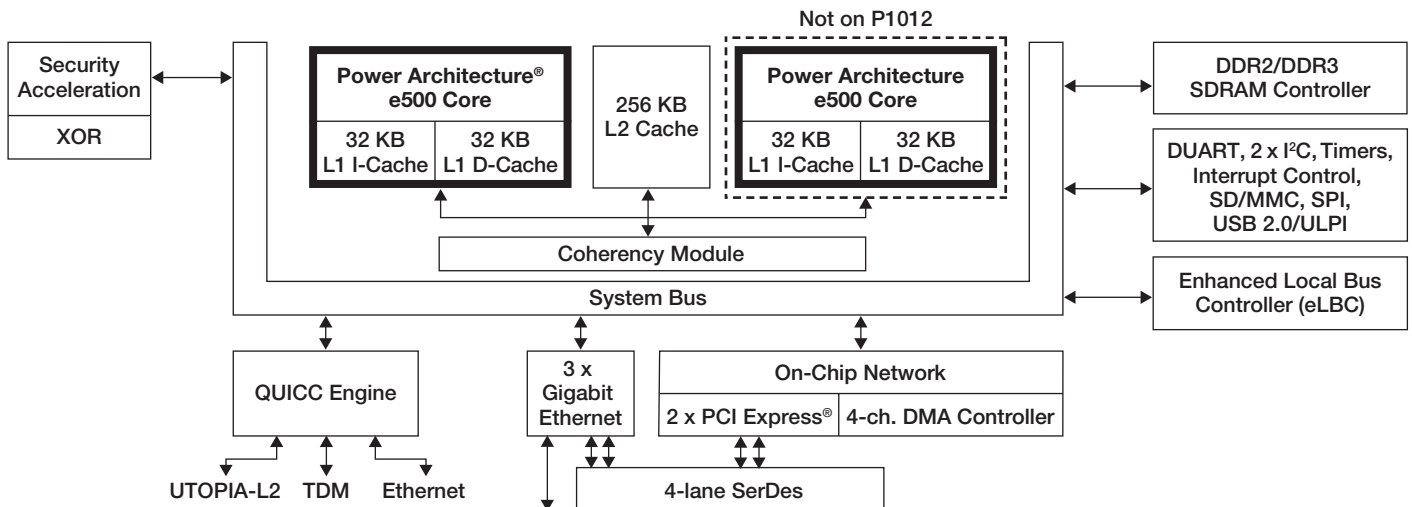 Not on P1012
Security
Acceleration
XOR
Power Architecture®
e500 Core
32 KB
L1 I-Cache
32 KB
L1 D-Cache
256 KB
L2 Cache
Power Architecture
e500 Core
32 KB
L1 I-Cache
32 KB
L1 D-Cache
DDR2/DDR3
SDRAM Controller
DUART, 2 x I²C, Timers,
Interrupt Control,
SD/MMC, SPI,
USB 2.0/ULPI
Coherency Module
System Bus
Enhanced Local Bus
Controller (eLBC)
QUICC Engine
3 x
Gigabit
Ethernet
On-Chip Network
2 x PCI Express®
4-ch. DMA Controller
UTOPIA-L2
TDM
Ethernet
4-lane SerDes